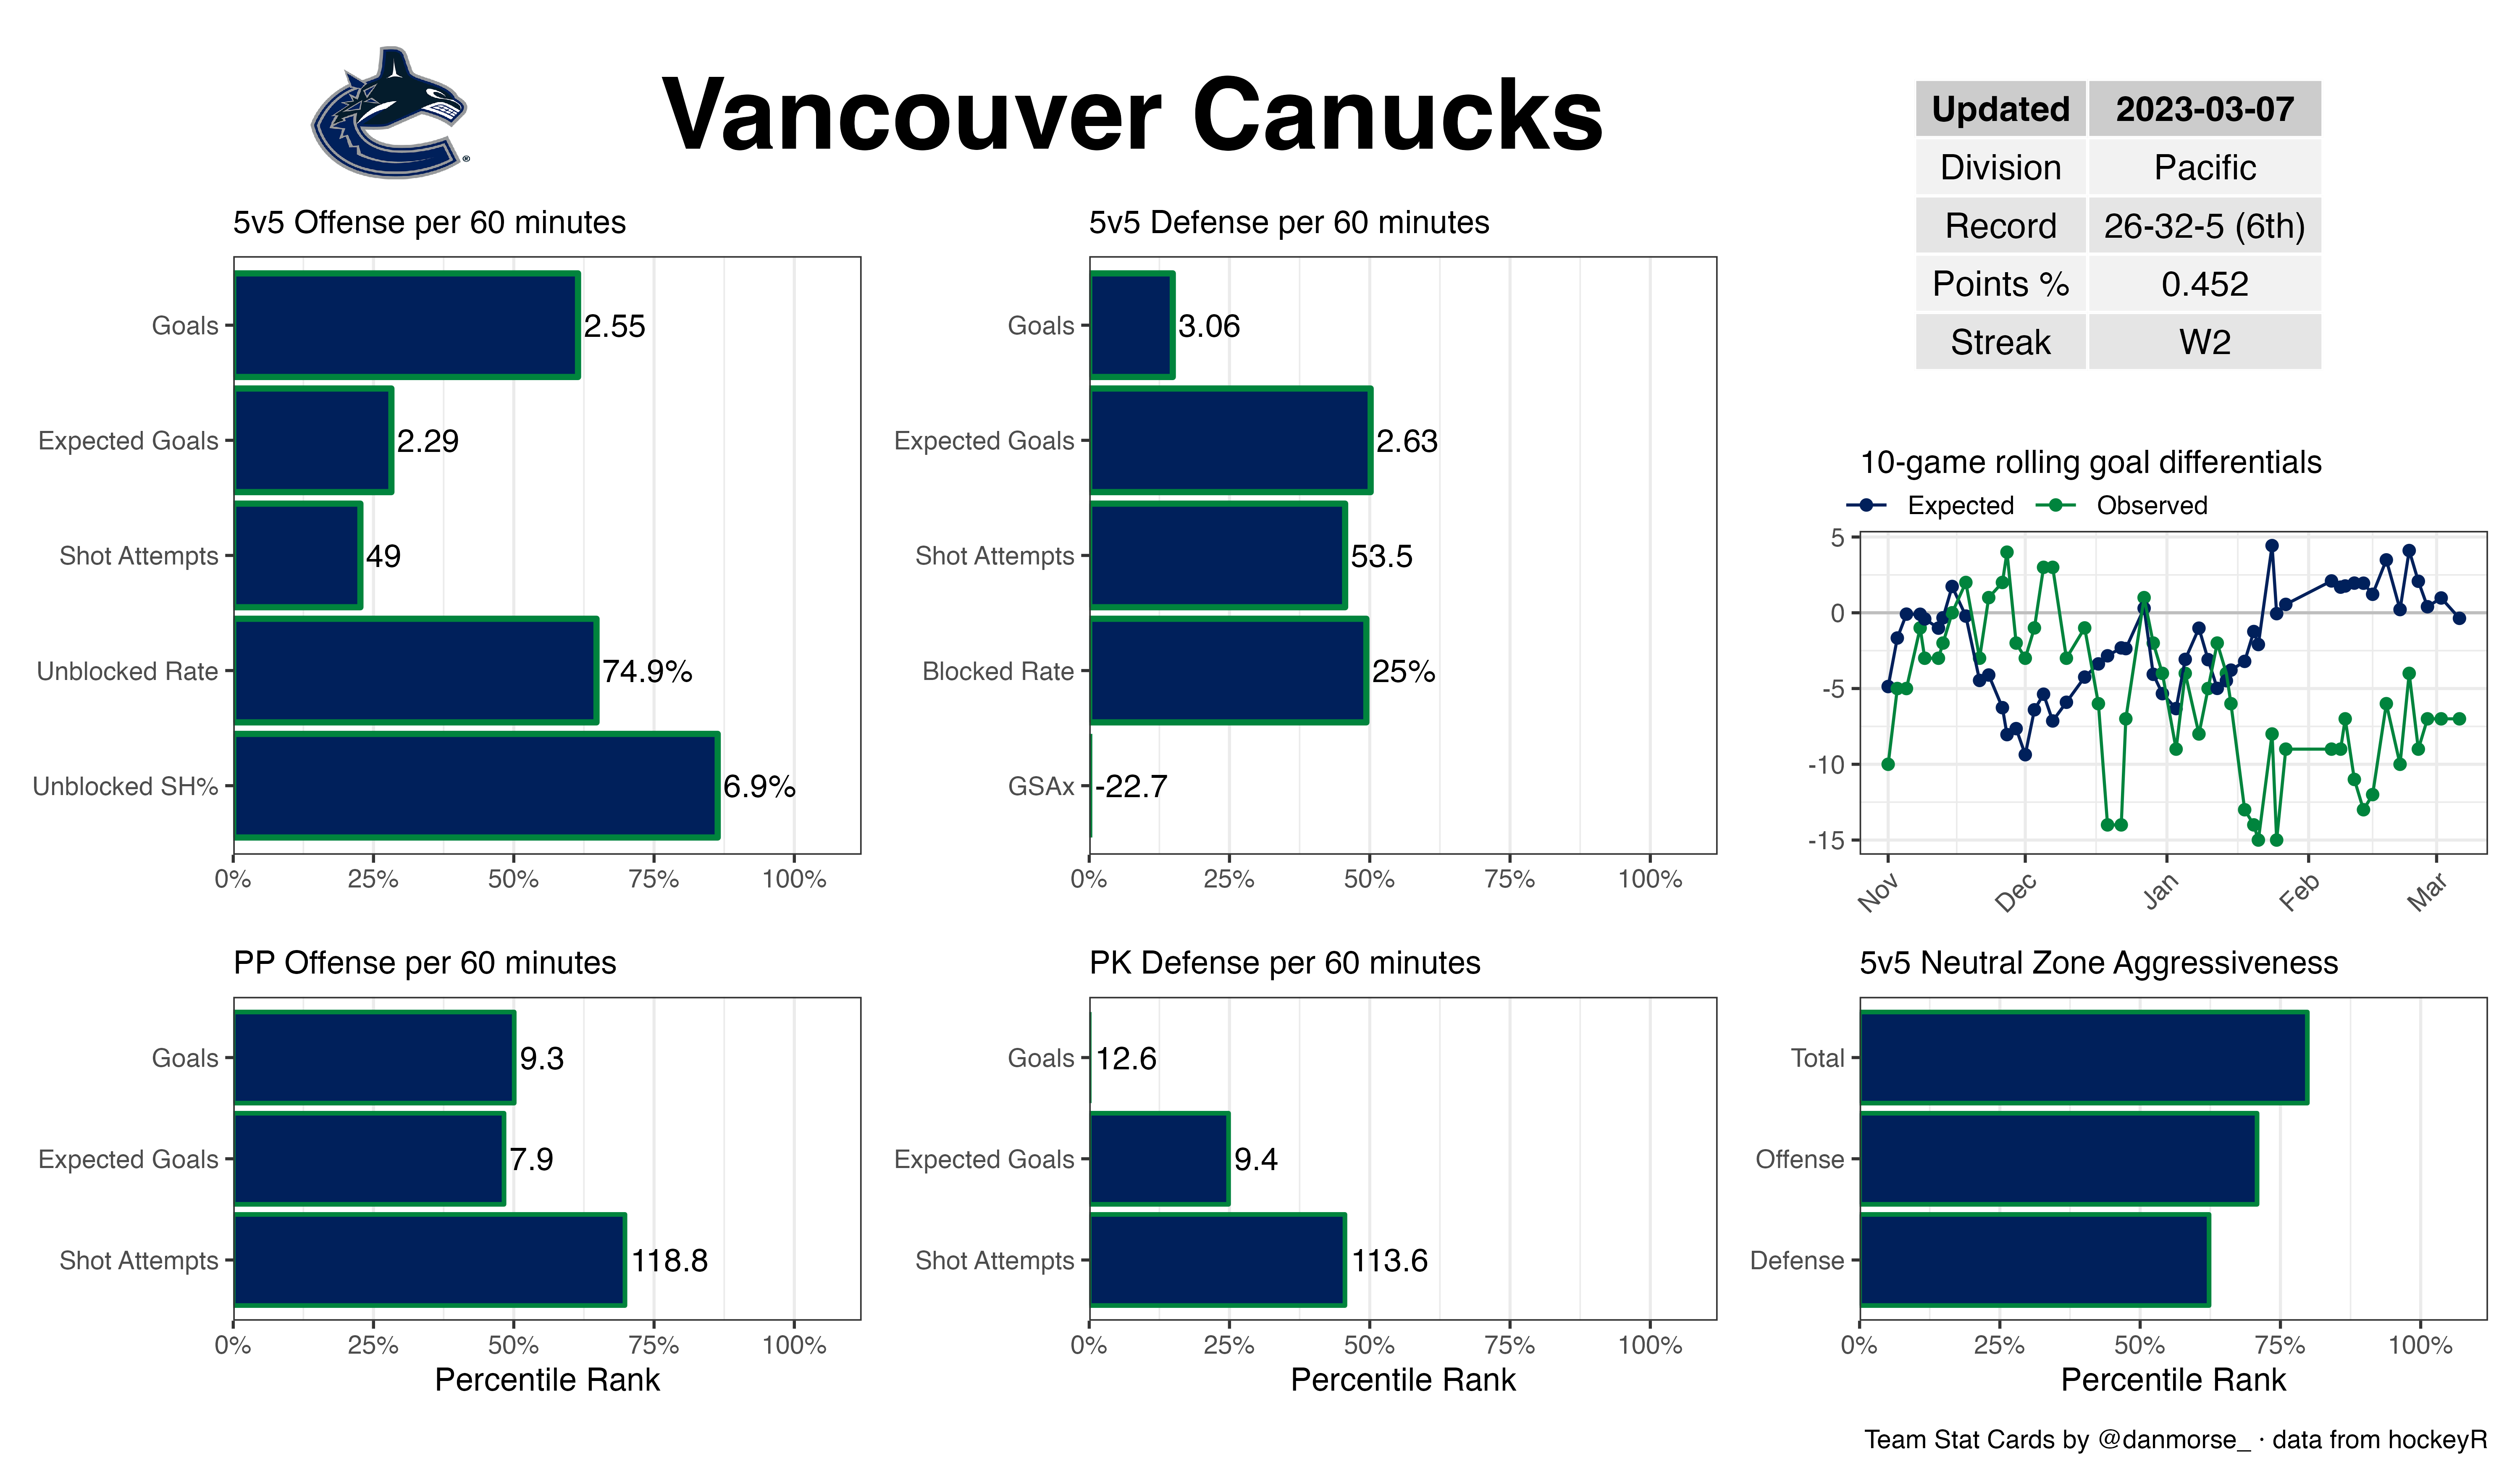 Vancouver Canucks
Updated 2023-03-07
Division Pacific
Record 26-32-5 (6th)
Points % 0.452
Streak W2
5v5 Offense per 60 minutes
Goals 2.55
Expected Goals 2.29
Shot Attempts 49
Unblocked Rate 74.9%
Unblocked SH% 6.9%
0% 25% 50% 75% 100%
5v5 Defense per 60 minutes
Goals 3.06
Expected Goals 2.63
Shot Attempts 53.5
Blocked Rate 25%
GSAx -22.7
0% 25% 50% 75% 100%
10-game rolling goal differentials
Expected Observed
5
0
-5
-10
-15
Nov Dec Jan Feb Mar
PP Offense per 60 minutes
Goals 9.3
Expected Goals 7.9
Shot Attempts 118.8
0% 25% 50% 75% 100%
Percentile Rank
PK Defense per 60 minutes
Goals 12.6
Expected Goals 9.4
Shot Attempts 113.6
0% 25% 50% 75% 100%
Percentile Rank
5v5 Neutral Zone Aggressiveness
Total
Offense
Defense
0% 25% 50% 75% 100%
Percentile Rank
Team Stat Cards by @danmorse_ · data from hockeyR